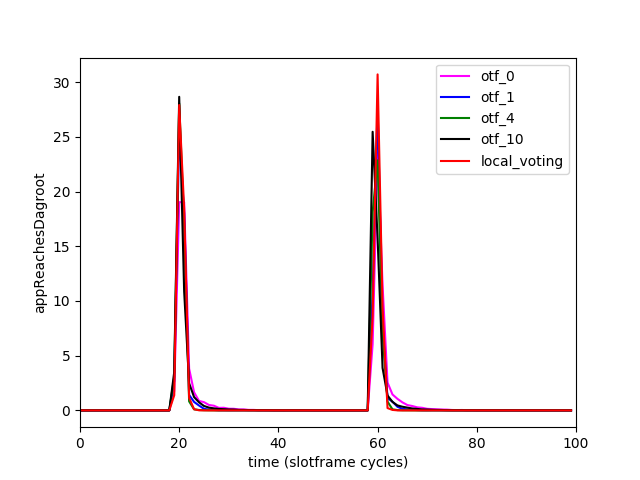 otf_0
otf_1
otf_4
otf_10
local_voting
appReachesDagroot
30
25
20
15
10
5
0
0 20 40 60 80 100
time (slotframe cycles)